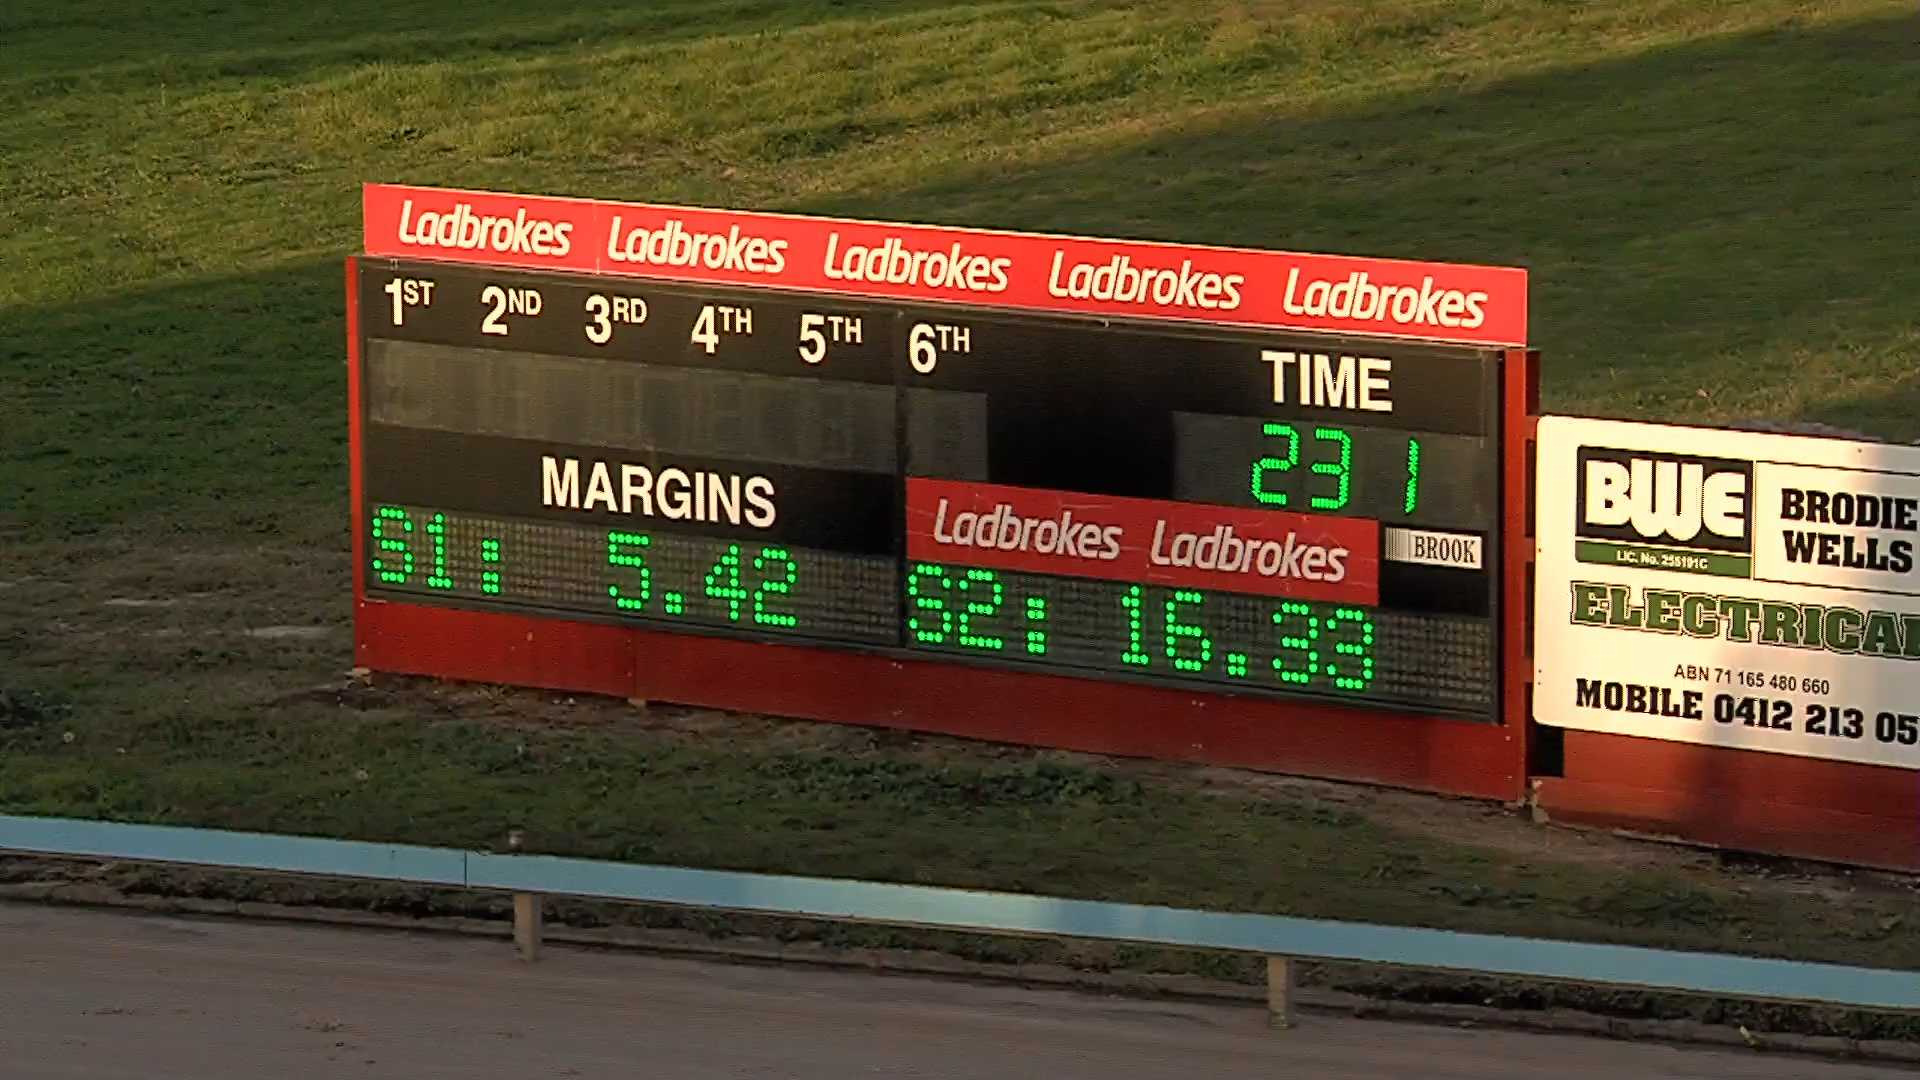 Ladbrokes Ladbrokes Ladbrokes Ladbrokes Ladbrokes
1ST 2ND 3RD 4TH 5TH 6TH
TIME
231
MARGINS
Ladbrokes Ladbrokes
BROOK
S1: 5.42 S2: 16.33
BWE
LIC. No. 255191C
BRODIE
WELLS
ELECTRICAL
ABN 71 165 480 660
MOBILE 0412 213 05